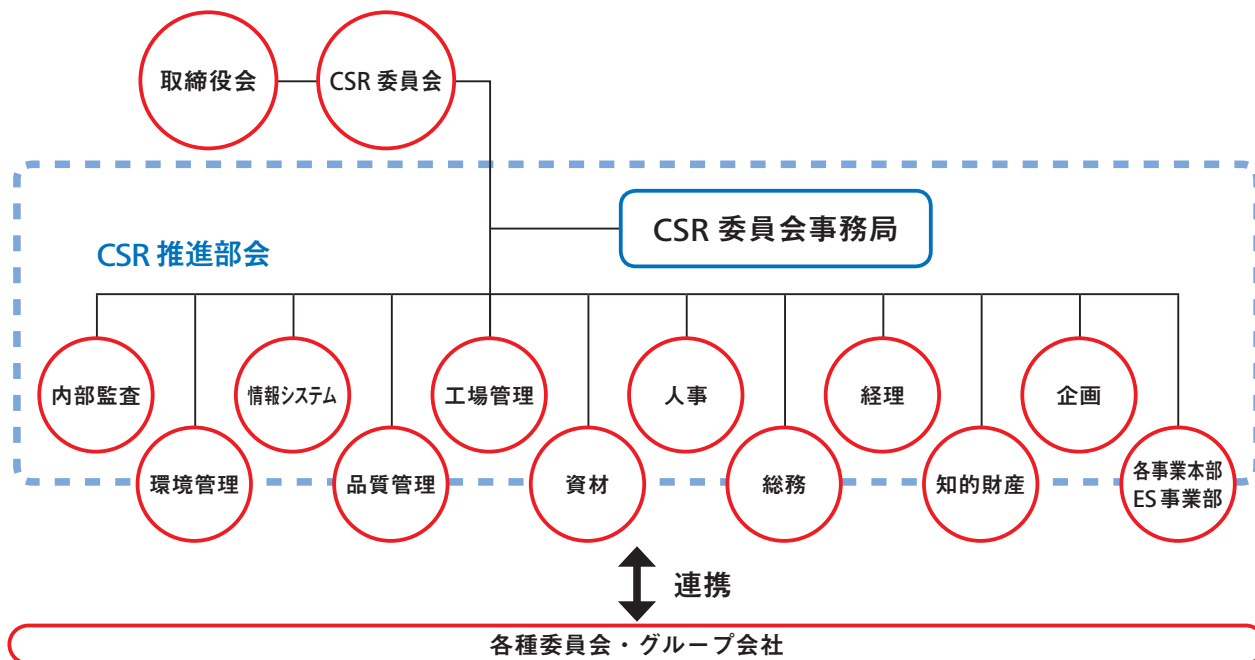 取締役会
CSR 委員会
CSR 委員会事務局
CSR 推進部会
内部監査
情報システム
工場管理
人事
経理
企画
環境管理
品質管理
資材
総務
知的財産
各事業本部
ES 事業部
連携
各種委員会・グループ会社